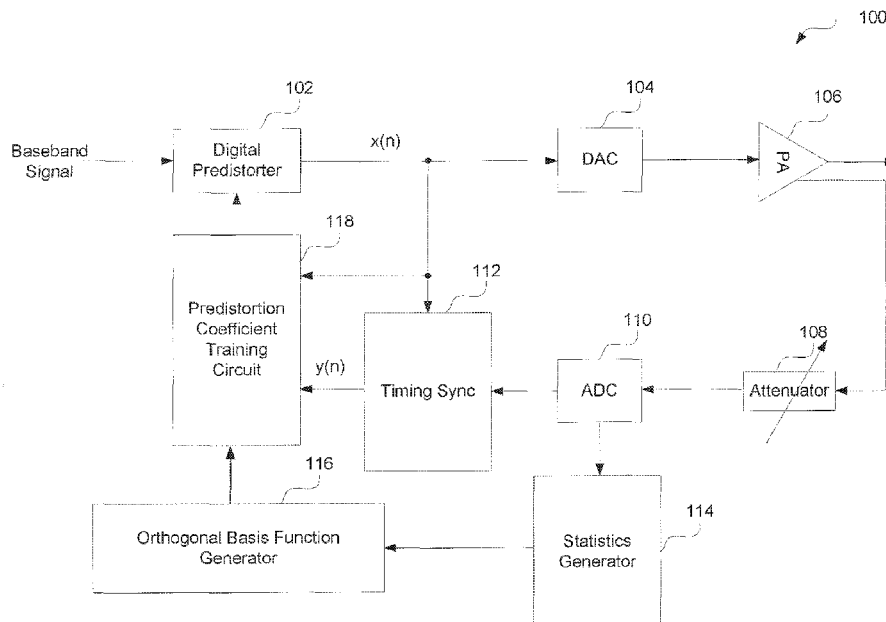 100
102
104
106
Baseband
Signal
Digital
Predistorter
x(n)
DAC
PA
118
112
110
108
Predistortion
Coefficient
Training
Circuit
y(n)
Timing Sync
ADC
Attenuator
116
114
Orthogonal Basis Function
Generator
Statistics
Generator